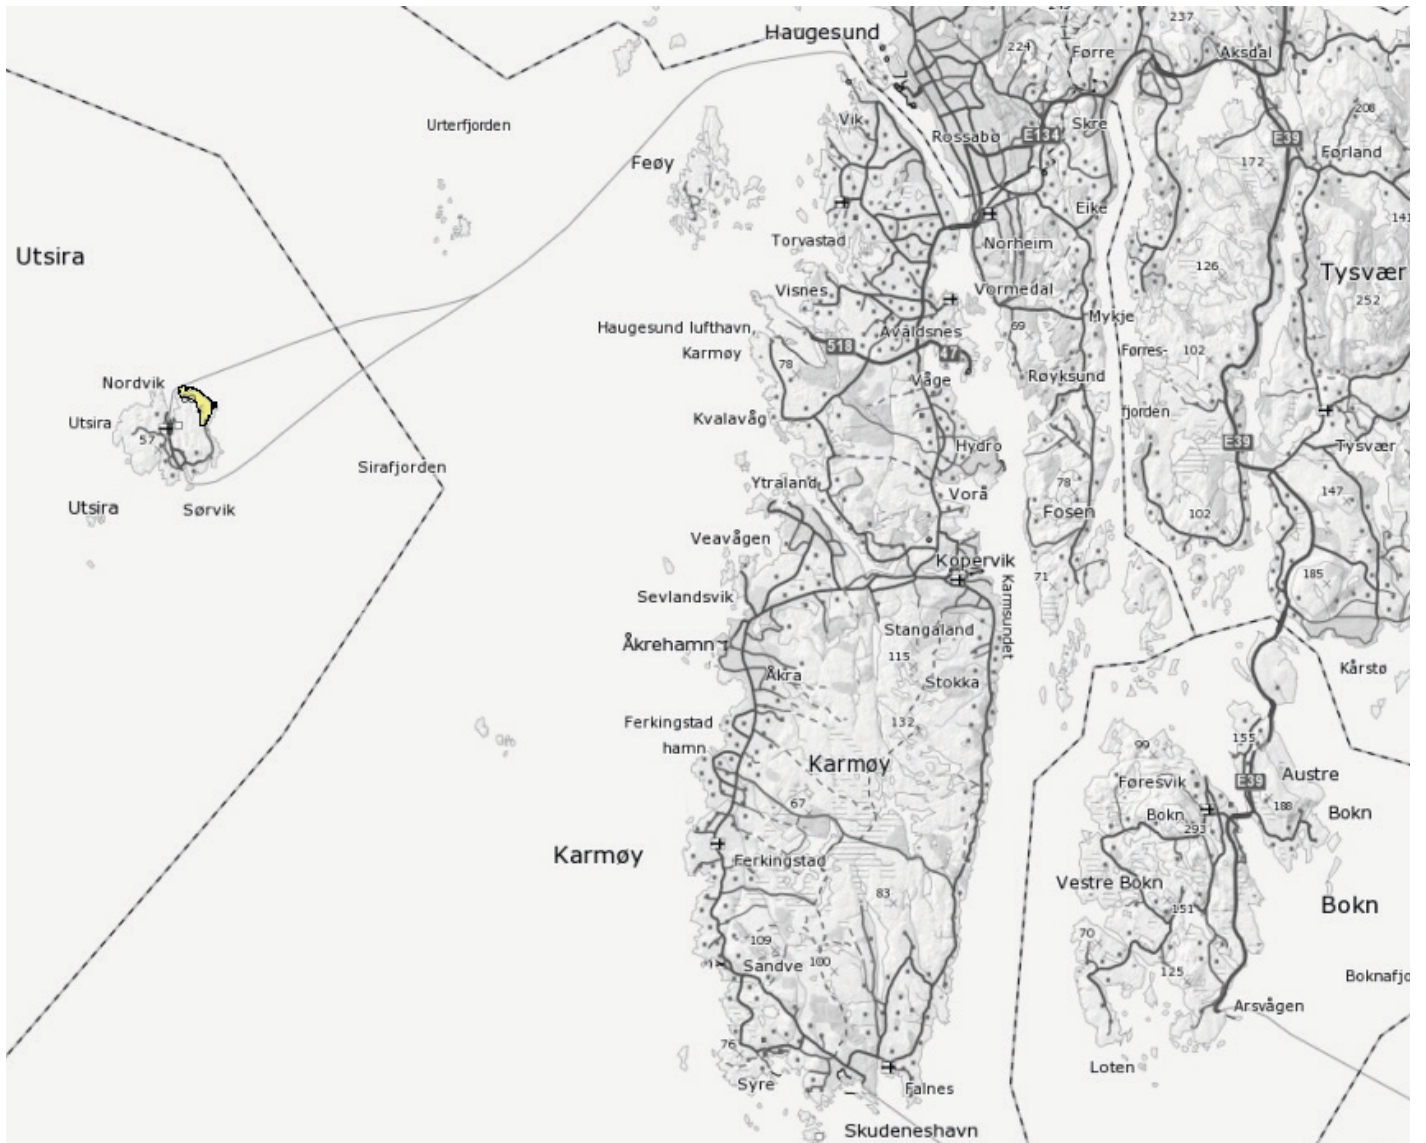 Haugesund
243
237
224
Førre
Aksdal
Urterfjorden
Vik
Rossabø
E134
Skre
208
E39
Førland
Feøy
172
Eike
141
Torvastad
Norheim
Utsira
126
Tysvær
Visnes
Vormedal
252
Haugesund lufthavn,
Karmøy
518
Avaldsnes
69
Mykje
47
Førres-
102
78
Nordvik
Våge
Røyksund
Utsira
57
Kvalavåg
fjorden
E39
Hydro
Tysvær
Sirafjorden
Ytraland
Vorå
78
147
Utsira
Sørvik
Fosen
102
Veavågen
Kopervik
71
185
Karmsundet
Sevlandsvik
Stangaland
Åkrehamn
115
Åkra
Stokka
Kårstø
Ferkingstad
hamn
132
99
155
Karmøy
Føresvik
E39
Austre
67
Bokn
293
188
Bokn
Karmøy
Ferkingstad
Vestre Bokn
83
151
Bokn
70
109
Sandve
100
125
Boknafjo
Arsvågen
76
Syre
Falnes
Loten
Skudeneshavn